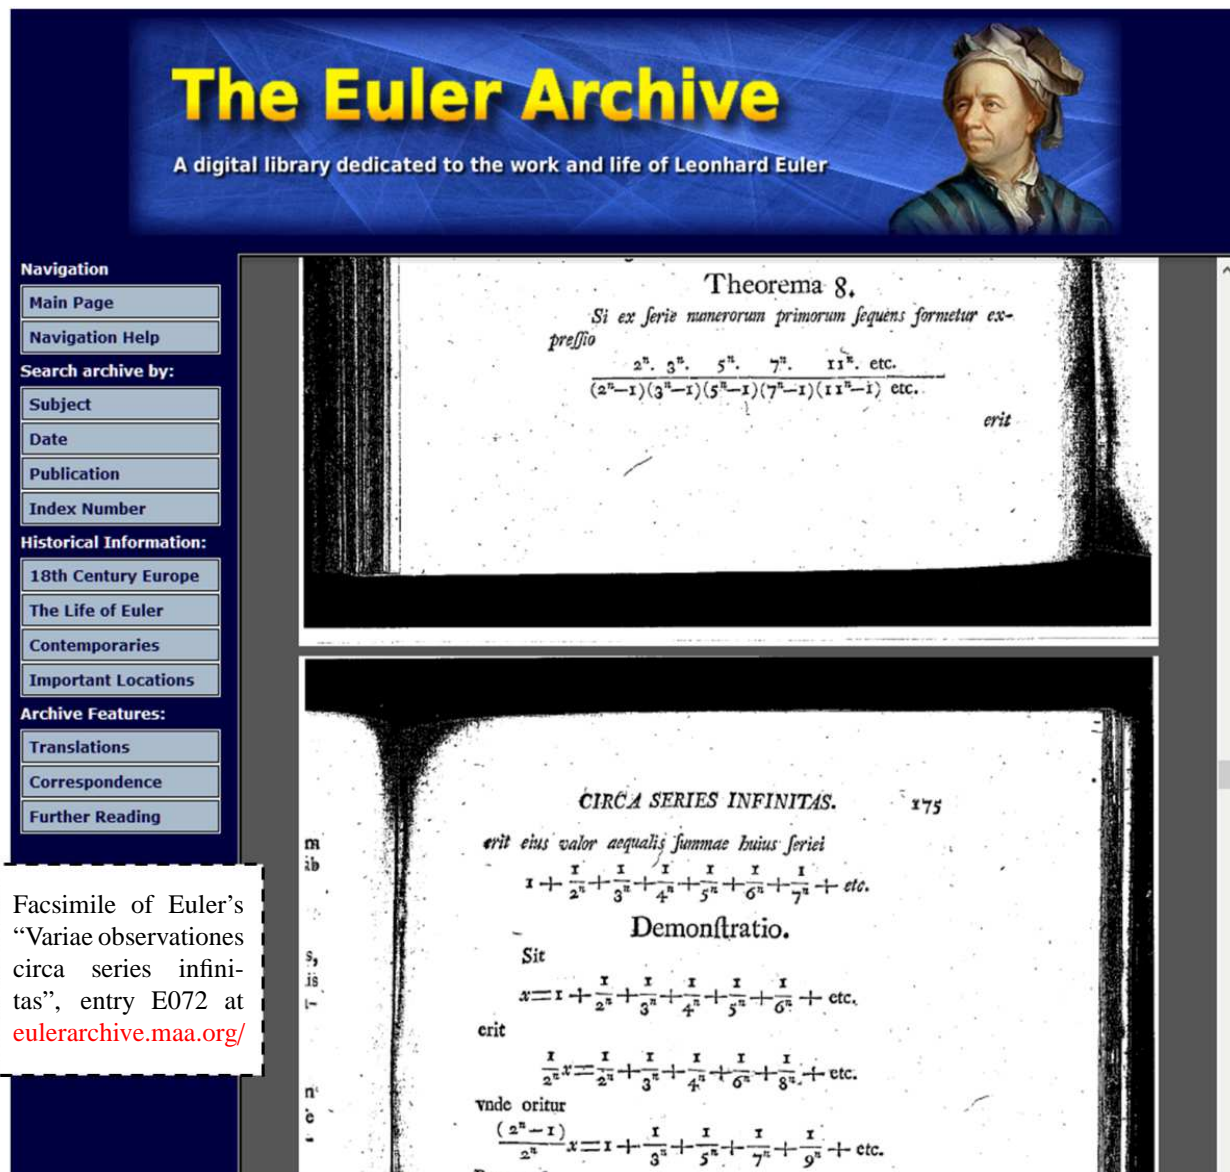 The Euler Archive
A digital library dedicated to the work and life of Leonhard Euler
Navigation
Main Page
Navigation Help
Search archive by:
Subject
Date
Publication
Index Number
Historical Information:
18th Century Europe
The Life of Euler
Contemporaries
Important Locations
Archive Features:
Translations
Correspondence
Further Reading
Facsimile of Euler's
“Variae observationes
circa series infini-
tas”, entry E072 at
eulerarchive.maa.org/
Theorema 8.
Si ex ſerie numerorum primorum ſequens formetur ex-
preſſio
2ⁿ. 3ⁿ. 5ⁿ. 7ⁿ. 11ⁿ. etc.
(2ⁿ—1)(3ⁿ—1)(5ⁿ—1)(7ⁿ—1)(11ⁿ—1) etc.
erit
CIRCA SERIES INFINITAS. 175
erit eius valor aequalis ſummae huius ſeriei
1 + 1/2ⁿ + 1/3ⁿ + 1/4ⁿ + 1/5ⁿ + 1/6ⁿ + 1/7ⁿ + etc.
Demonſtratio.
Sit
x = 1 + 1/2ⁿ + 1/3ⁿ + 1/4ⁿ + 1/5ⁿ + 1/6ⁿ + etc.
erit
1/2ⁿ x = 1/2ⁿ + 1/3ⁿ + 1/4ⁿ + 1/6ⁿ + 1/8ⁿ + etc.
vnde oritur
(2ⁿ — 1)/2ⁿ x = 1 + 1/3ⁿ + 1/5ⁿ + 1/7ⁿ + 1/9ⁿ + etc.